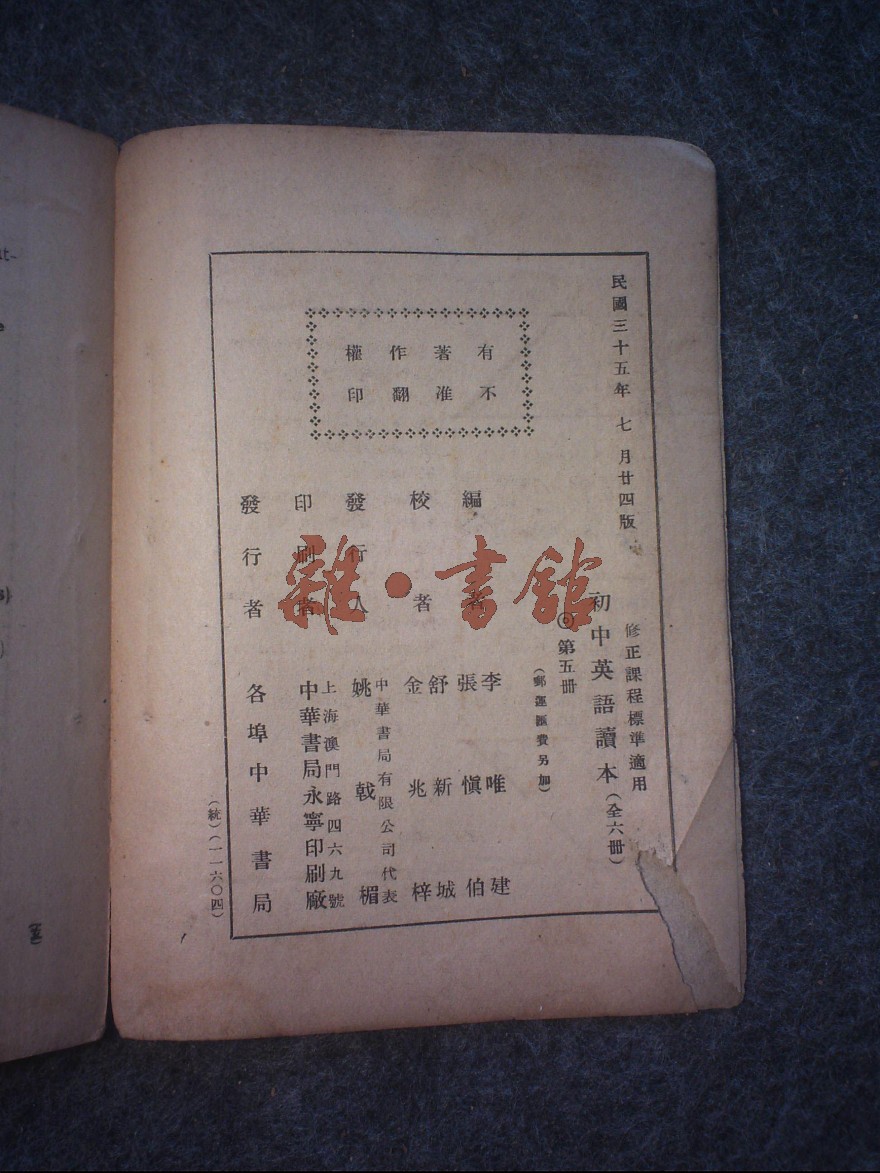 民國三十五年七月廿四版
修正課程標準適用
初中英語讀本(全六冊)
◎第五冊
(郵運匯費另加)
有著作權
不准翻印
編者 李唯建
張慎伯
校者 舒新城
金兆梓
發行人 中華書局有限公司代表
姚戟楣
印刷者 上海澳門路四六九號
中華書局永寧印刷廠
發行者 各埠中華書局
(統)(一一六〇四)
雜·書館